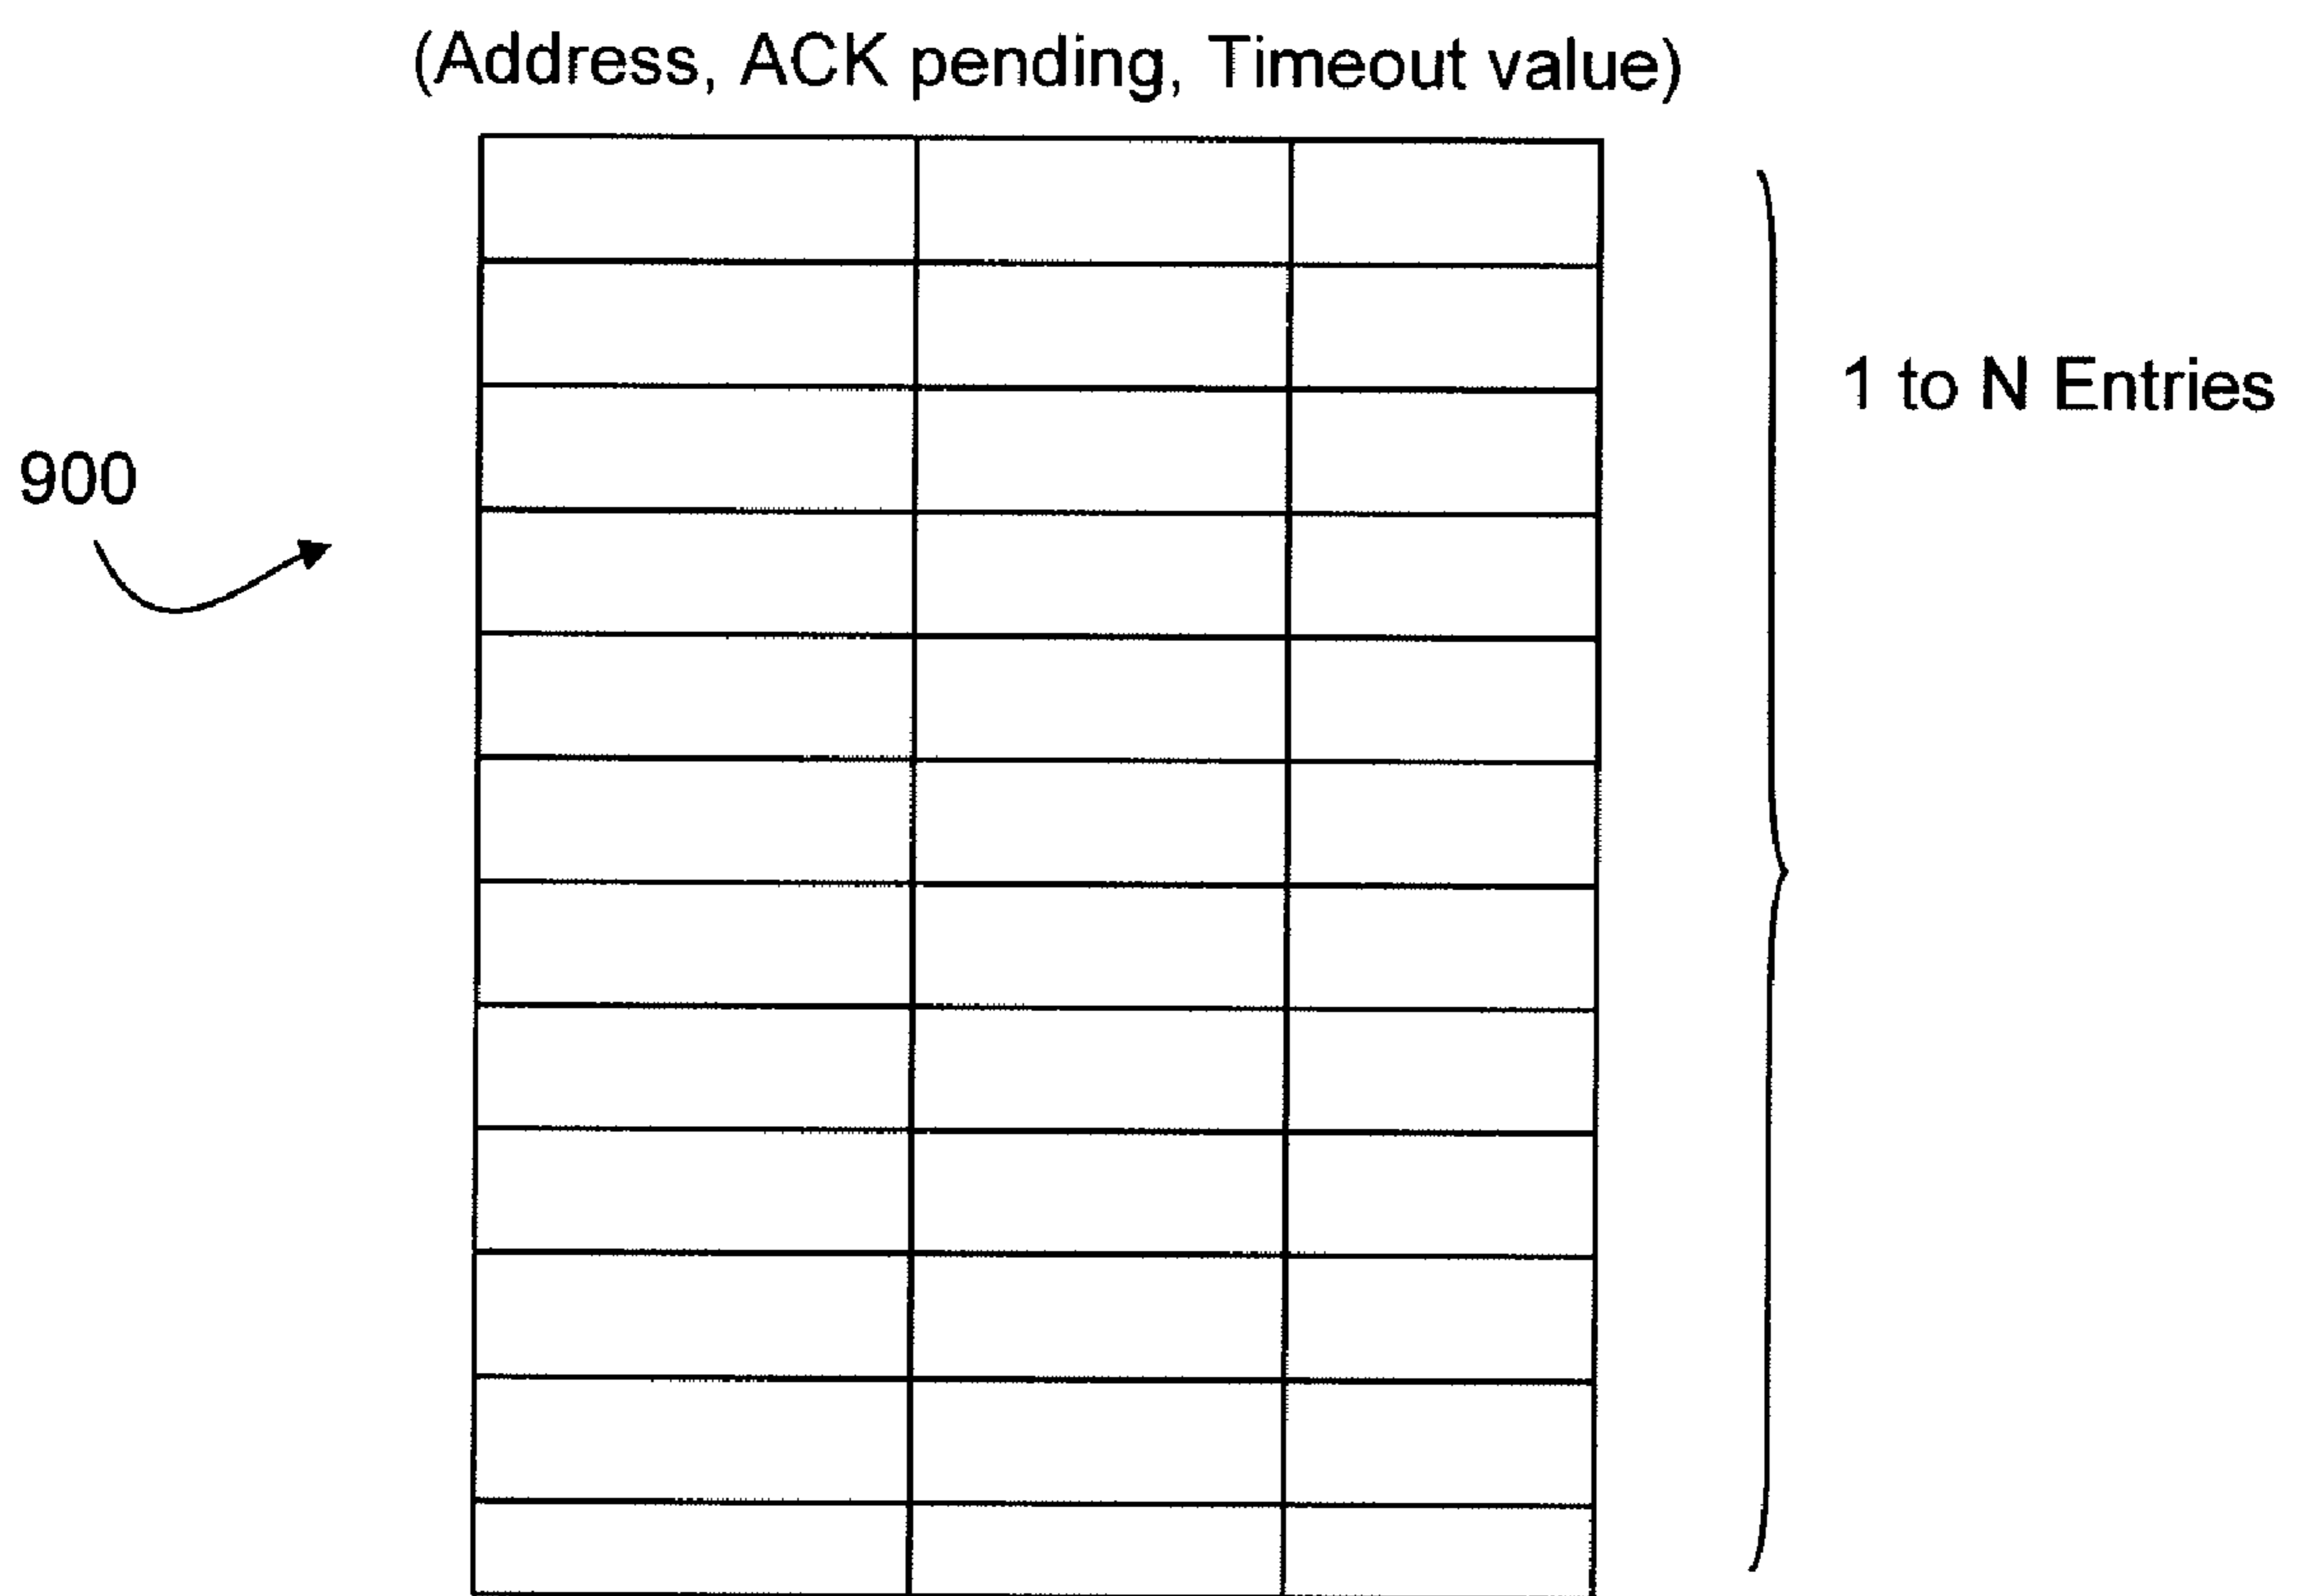 (Address, ACK pending, Timeout value)
1 to N Entries
900